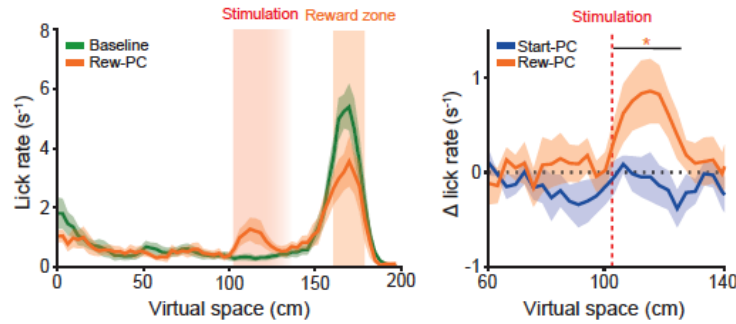 Stimulation Reward zone
Baseline
Rew-PC
Lick rate (s⁻¹)
8
6
4
2
0
0 50 100 150 200
Virtual space (cm)
Stimulation
Start-PC
Rew-PC
*
Δ lick rate (s⁻¹)
1
0
-1
60 100 140
Virtual space (cm)